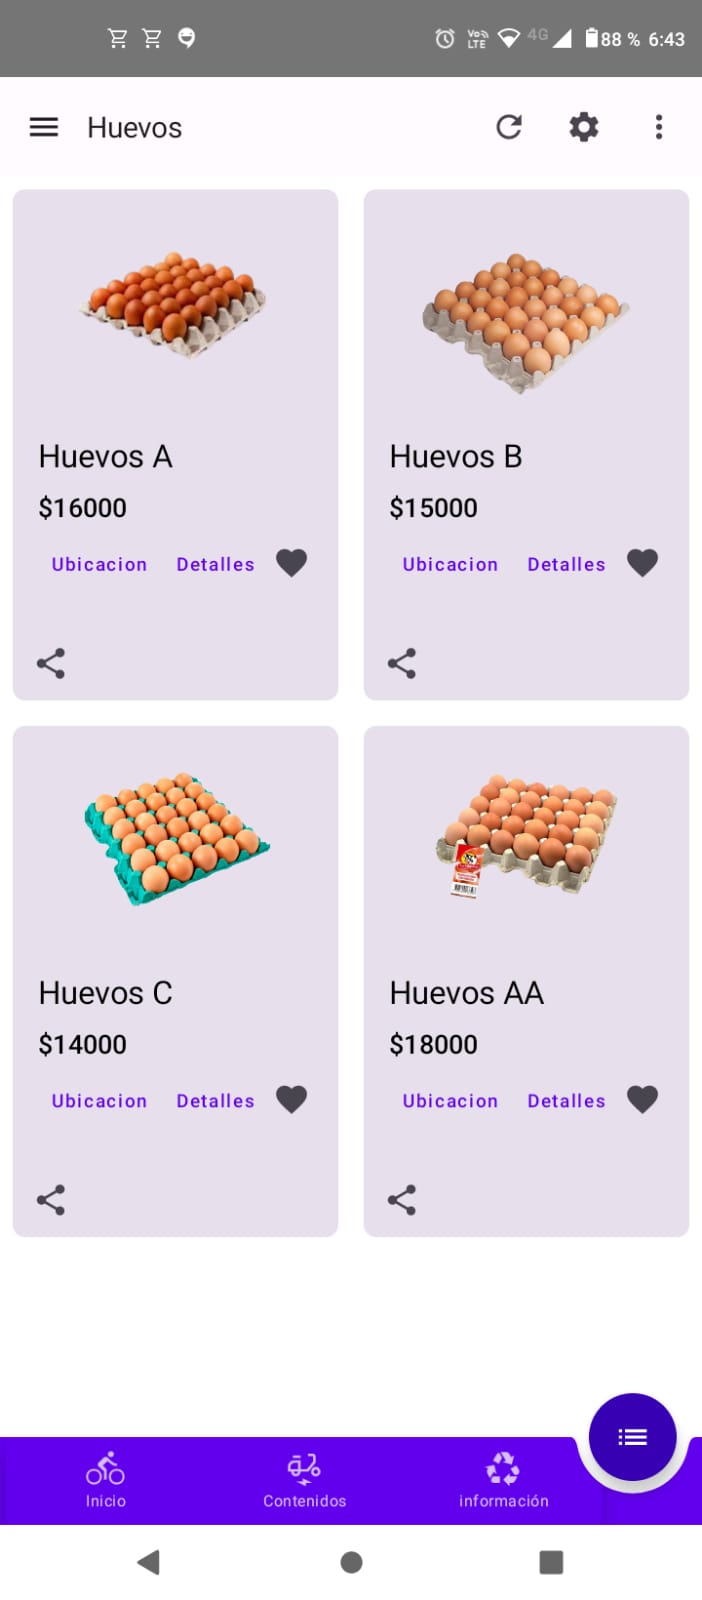 Vo)) LTE 4G 88 % 6:43
Huevos
Huevos A
$16000
Ubicacion Detalles
Huevos B
$15000
Ubicacion Detalles
Huevos C
$14000
Ubicacion Detalles
Huevos AA
$18000
Ubicacion Detalles
Inicio Contenidos información